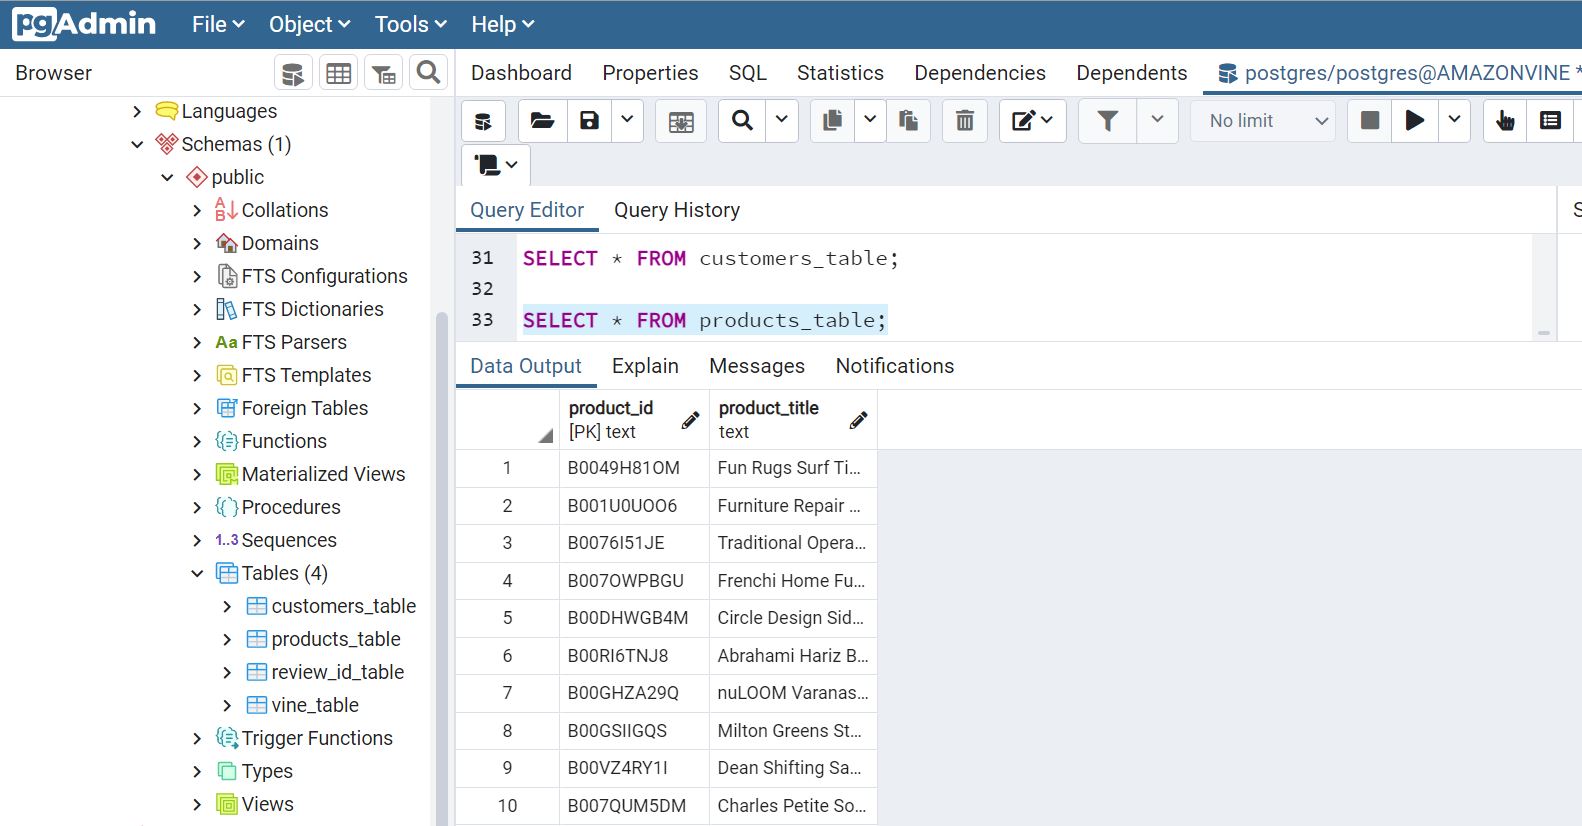 pgAdmin File Object Tools Help
Browser
Dashboard Properties SQL Statistics Dependencies Dependents postgres/postgres@AMAZONVINE *
No limit
Languages
Schemas (1)
public
Collations
Domains
FTS Configurations
FTS Dictionaries
Aa FTS Parsers
FTS Templates
Foreign Tables
Functions
Materialized Views
Procedures
1..3 Sequences
Tables (4)
customers_table
products_table
review_id_table
vine_table
Trigger Functions
Types
Views
Query Editor Query History
31 SELECT * FROM customers_table;
32
33 SELECT * FROM products_table;
Data Output Explain Messages Notifications
product_id product_title
[PK] text text
1 B0049H81OM Fun Rugs Surf Ti...
2 B001U0UOO6 Furniture Repair ...
3 B0076I51JE Traditional Opera...
4 B007OWPBGU Frenchi Home Fu...
5 B00DHWGB4M Circle Design Sid...
6 B00RI6TNJ8 Abrahami Hariz B...
7 B00GHZA29Q nuLOOM Varanas...
8 B00GSIIGQS Milton Greens St...
9 B00VZ4RY1I Dean Shifting Sa...
10 B007QUM5DM Charles Petite So...